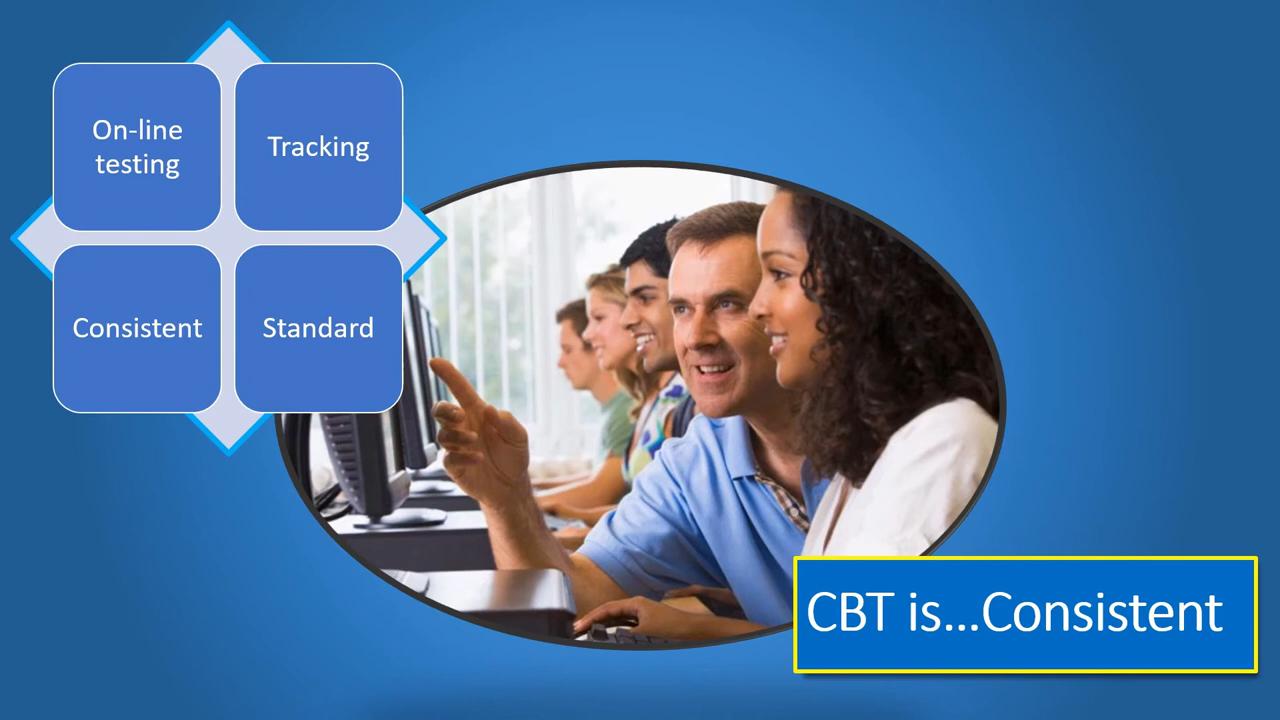 On-line
testing
Tracking
Consistent
Standard
CBT is...Consistent